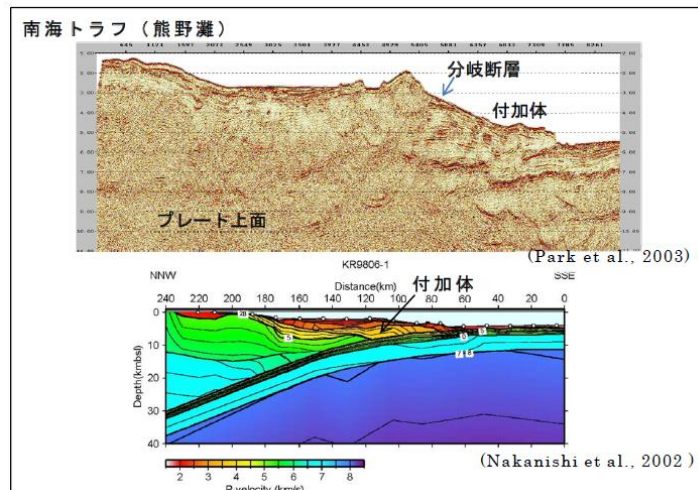 南海トラフ（熊野灘）
分岐断層
付加体
プレート上面
(Park et al., 2003)
KR9806-1
NNW
SSE
Distance(km)
240 220 200 180 160 140 120 100 80 60 40 20 0
付加体
Depth(kmbsl)
0
10
20
30
40
(Nakanishi et al., 2002 )
2 3 4 5 6 7 8
P velocity (km/s)